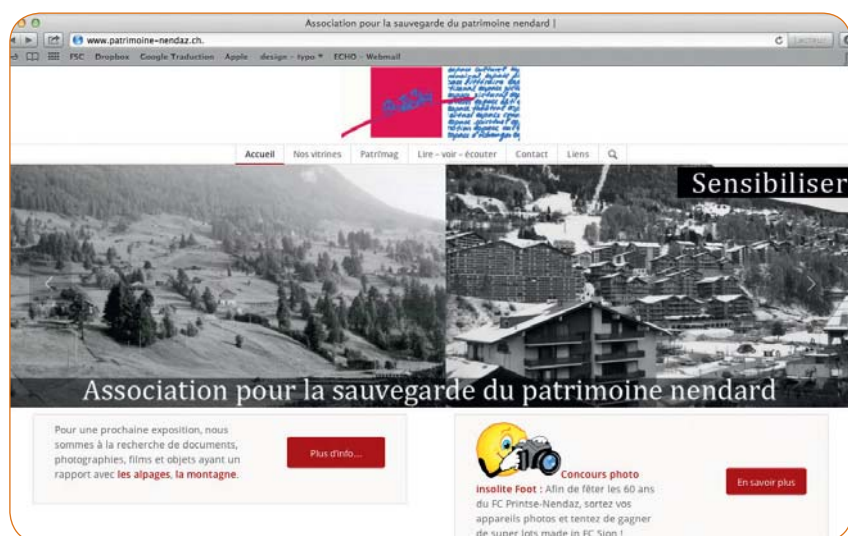 Association pour la sauvegarde du patrimoine nendard |
www.patrimoine-nendaz.ch.
Lecteur
FSC Dropbox Google Traduction Apple design – typo ECHO – Webmail
Accueil Nos vitrines Patrimag Lire – voir – écouter Contact Liens
Sensibiliser
Association pour la sauvegarde du patrimoine nendard
Pour une prochaine exposition, nous
sommes à la recherche de documents,
photographies, films et objets ayant un
rapport avec les alpages, la montagne.
Plus d'info...
Concours photo
insolite Foot : Afin de fêter les 60 ans
du FC Printse-Nendaz, sortez vos
appareils photos et tentez de gagner
de super lots made in FC Sion !
En savoir plus